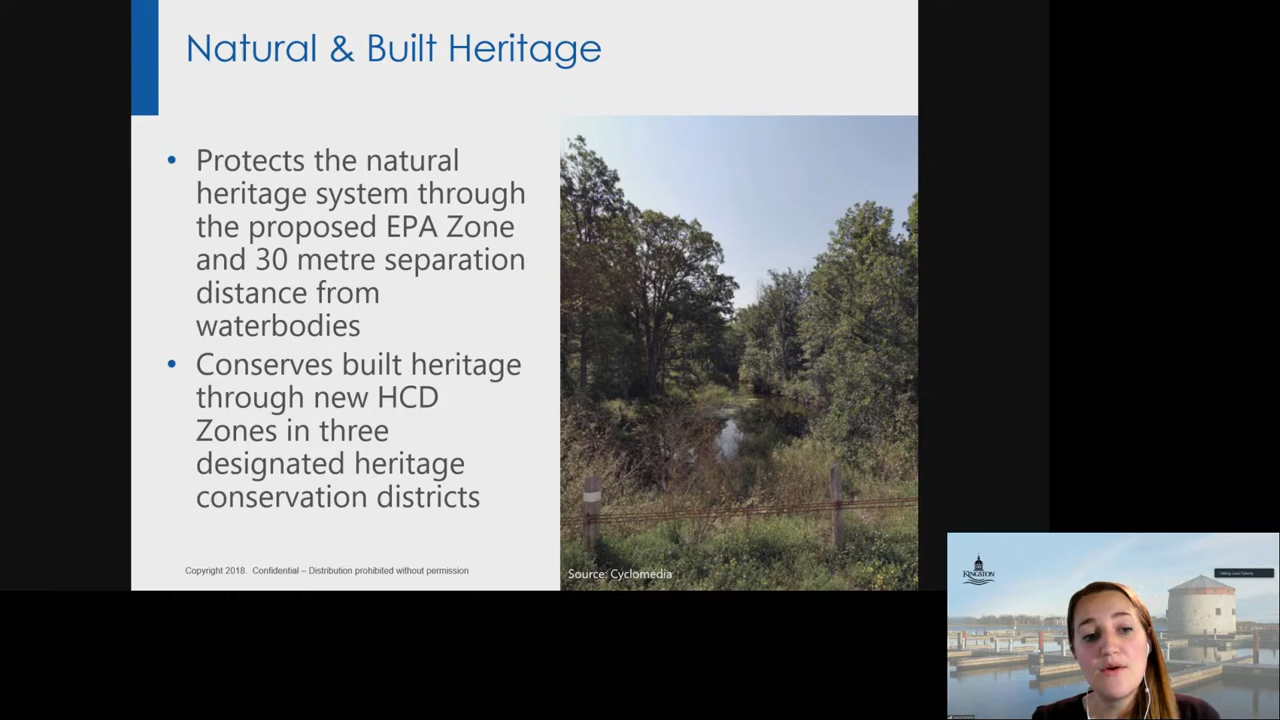 Natural & Built Heritage
• Protects the natural
heritage system through
the proposed EPA Zone
and 30 metre separation
distance from
waterbodies
• Conserves built heritage
through new HCD
Zones in three
designated heritage
conservation districts
Copyright 2018. Confidential – Distribution prohibited without permission
Source: Cyclomedia
KINGSTON